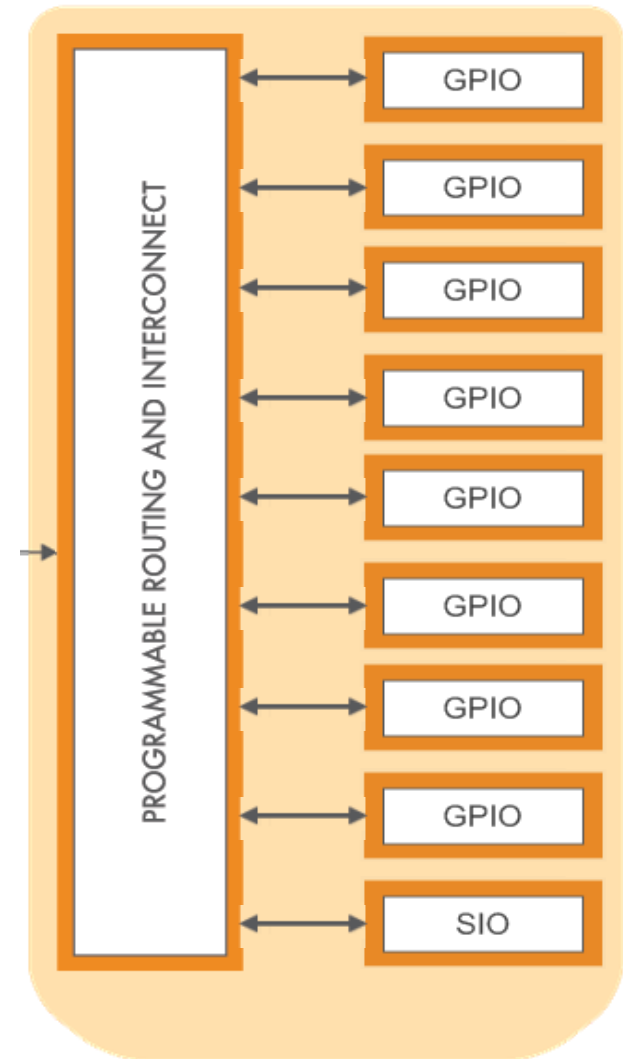 PROGRAMMABLE ROUTING AND INTERCONNECT
GPIO
GPIO
GPIO
GPIO
GPIO
GPIO
GPIO
GPIO
SIO